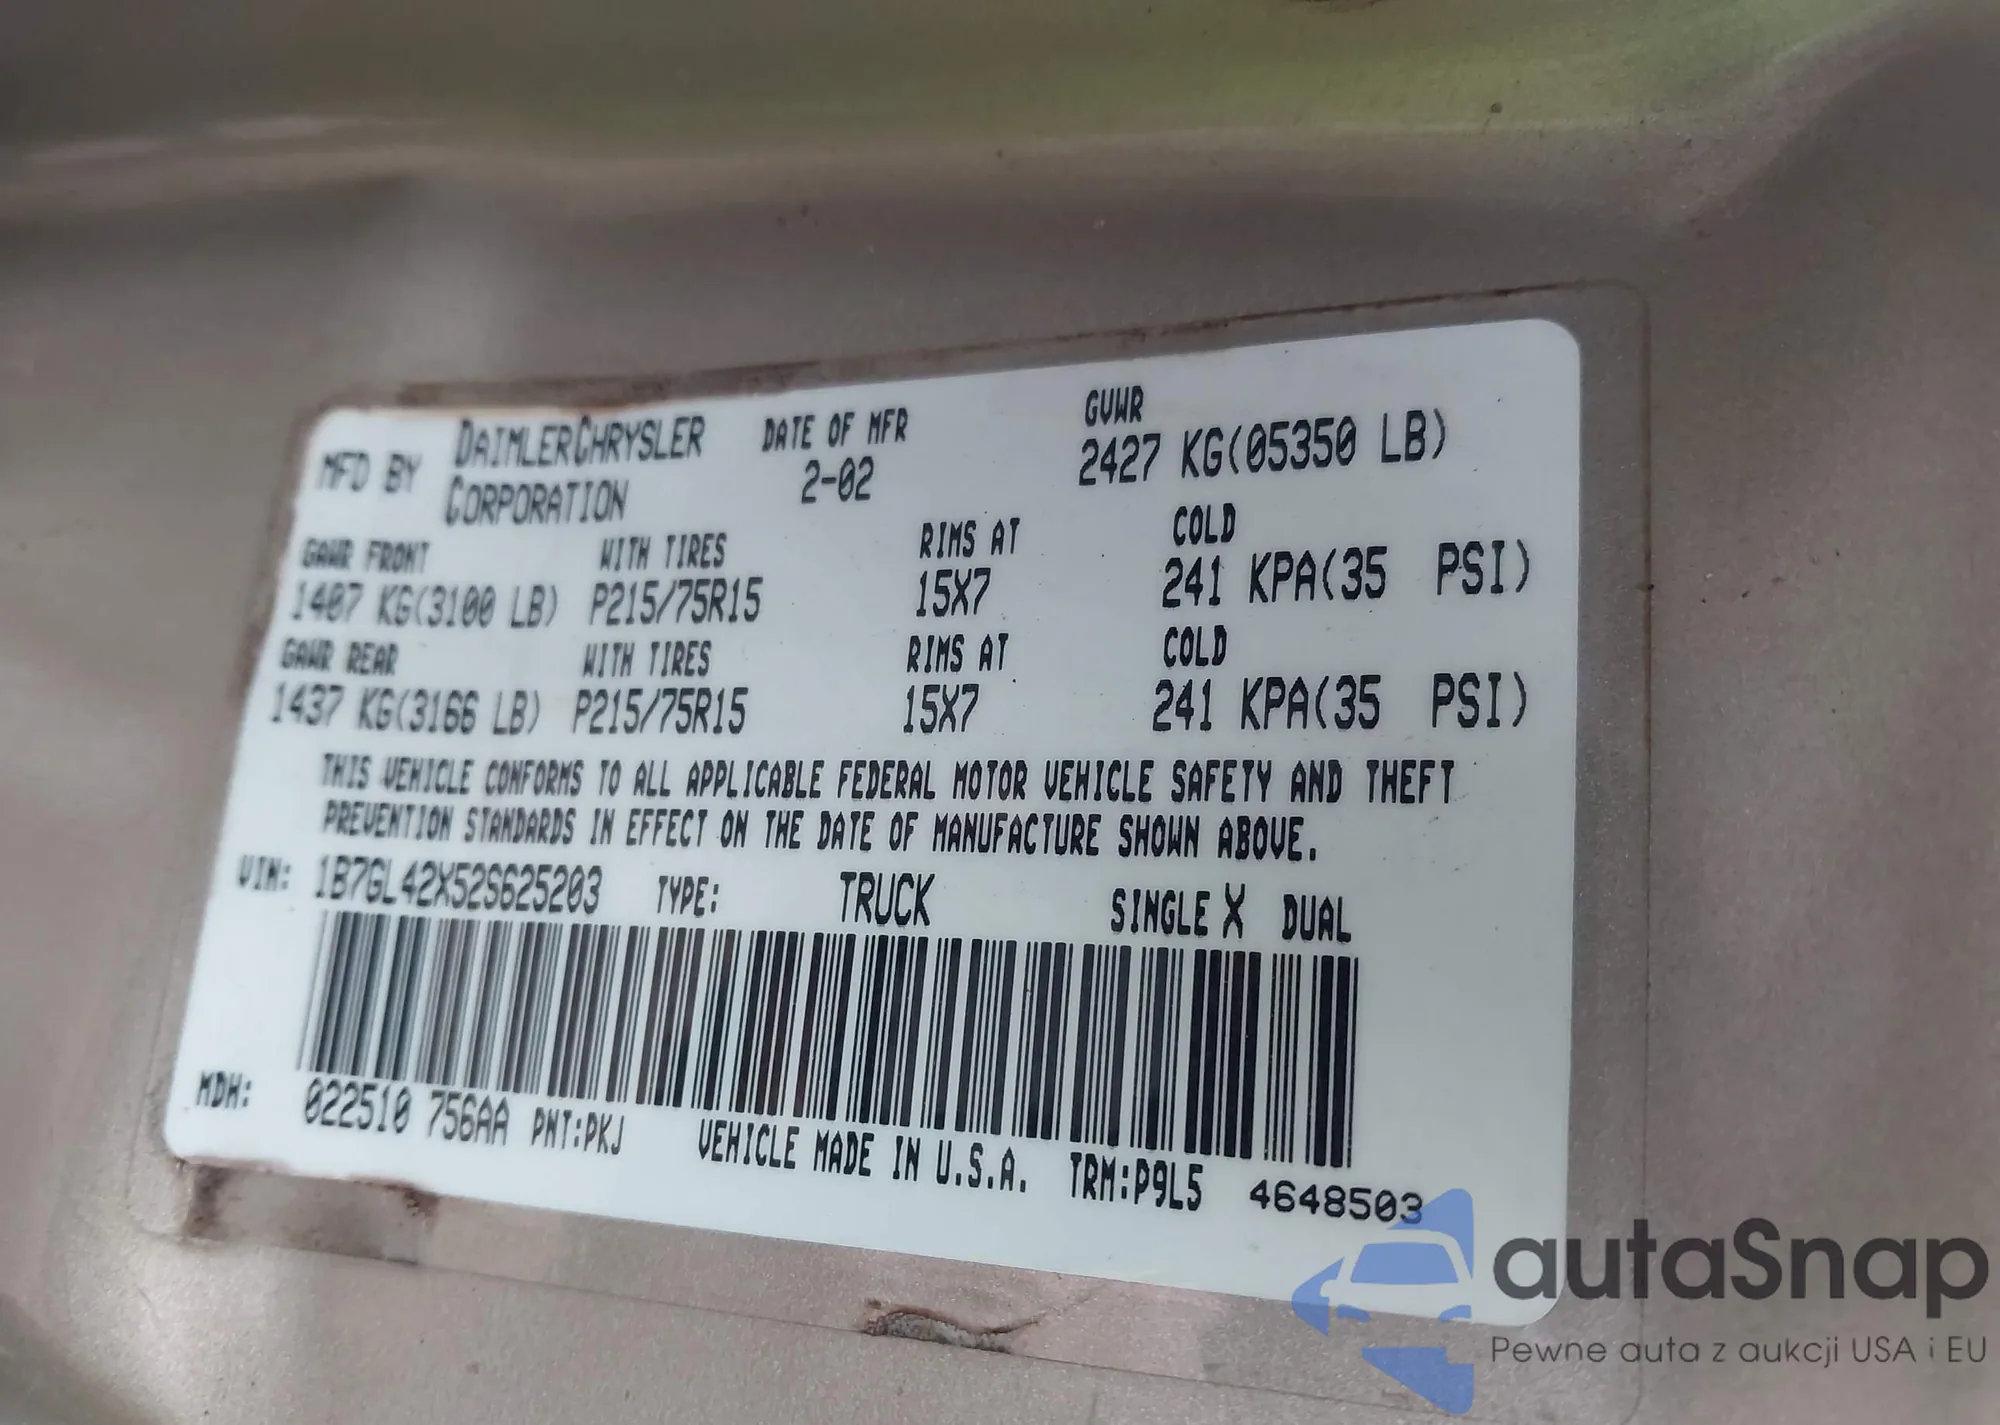 MFD BY DAIMLERCHRYSLER CORPORATION
DATE OF MFR 2-02
GVWR 2427 KG(05350 LB)
GAWR FRONT WITH TIRES RIMS AT COLD
1407 KG(3100 LB) P215/75R15 15X7 241 KPA(35 PSI)
GAWR REAR WITH TIRES RIMS AT COLD
1437 KG(3166 LB) P215/75R15 15X7 241 KPA(35 PSI)
THIS VEHICLE CONFORMS TO ALL APPLICABLE FEDERAL MOTOR VEHICLE SAFETY AND THEFT
PREVENTION STANDARDS IN EFFECT ON THE DATE OF MANUFACTURE SHOWN ABOVE.
VIN: 1B7GL42X52S625203 TYPE: TRUCK SINGLE X DUAL
MDH: 022510 756AA PNT:PKJ VEHICLE MADE IN U.S.A. TRM:P9L5 4648503
autaSnap
Pewne auta z aukcji USA i EU